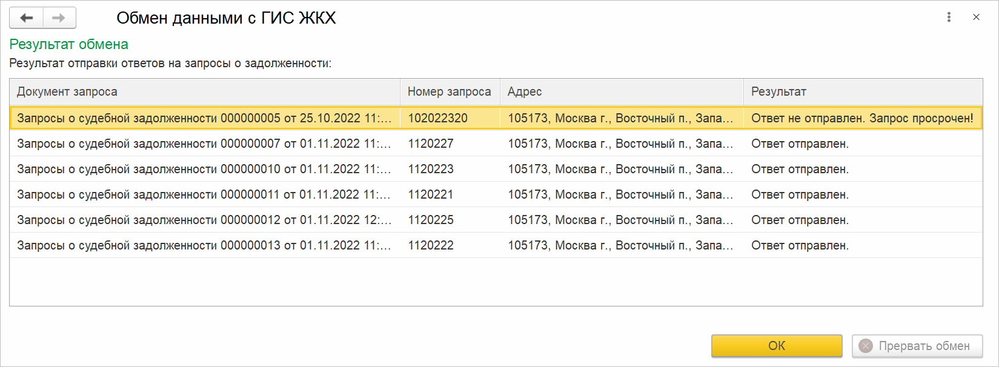 Обмен данными с ГИС ЖКХ
Результат обмена
Результат отправки ответов на запросы о задолженности:
Документ запроса Номер запроса Адрес Результат
Запросы о судебной задолженности 000000005 от 25.10.2022 11:... 102022320 105173, Москва г., Восточный п., Запа... Ответ не отправлен. Запрос просрочен!
Запросы о судебной задолженности 000000007 от 01.11.2022 11:... 1120227 105173, Москва г., Восточный п., Запа... Ответ отправлен.
Запросы о судебной задолженности 000000010 от 01.11.2022 11:... 1120223 105173, Москва г., Восточный п., Запа... Ответ отправлен.
Запросы о судебной задолженности 000000011 от 01.11.2022 11:... 1120221 105173, Москва г., Восточный п., Запа... Ответ отправлен.
Запросы о судебной задолженности 000000012 от 01.11.2022 12:... 1120225 105173, Москва г., Восточный п., Запа... Ответ отправлен.
Запросы о судебной задолженности 000000013 от 01.11.2022 11:... 1120222 105173, Москва г., Восточный п., Запа... Ответ отправлен.
ОК Прервать обмен